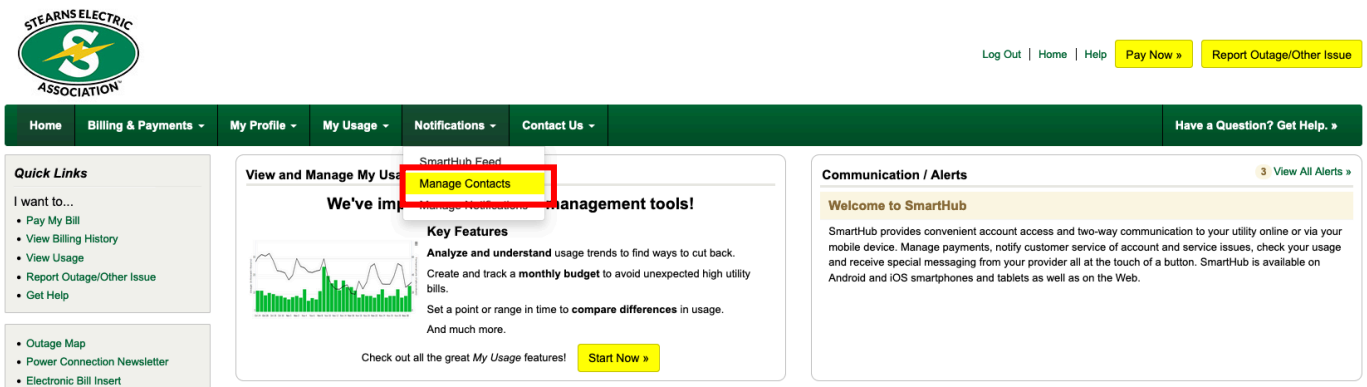 STEARNS ELECTRIC
S
ASSOCIATION™
Log Out | Home | Help
Pay Now »
Report Outage/Other Issue
Home
Billing & Payments
My Profile
My Usage
Notifications
Contact Us
Have a Question? Get Help. »
SmartHub Feed
Manage Contacts
Manage Notifications
Quick Links
I want to...
• Pay My Bill
• View Billing History
• View Usage
• Report Outage/Other Issue
• Get Help
• Outage Map
• Power Connection Newsletter
• Electronic Bill Insert
View and Manage My Usa
We've imp
management tools!
Key Features
Analyze and understand usage trends to find ways to cut back.
Create and track a monthly budget to avoid unexpected high utility
bills.
Set a point or range in time to compare differences in usage.
And much more.
Check out all the great My Usage features!
Start Now »
Communication / Alerts
3 View All Alerts »
Welcome to SmartHub
SmartHub provides convenient account access and two-way communication to your utility online or via your
mobile device. Manage payments, notify customer service of account and service issues, check your usage
and receive special messaging from your provider all at the touch of a button. SmartHub is available on
Android and iOS smartphones and tablets as well as on the Web.